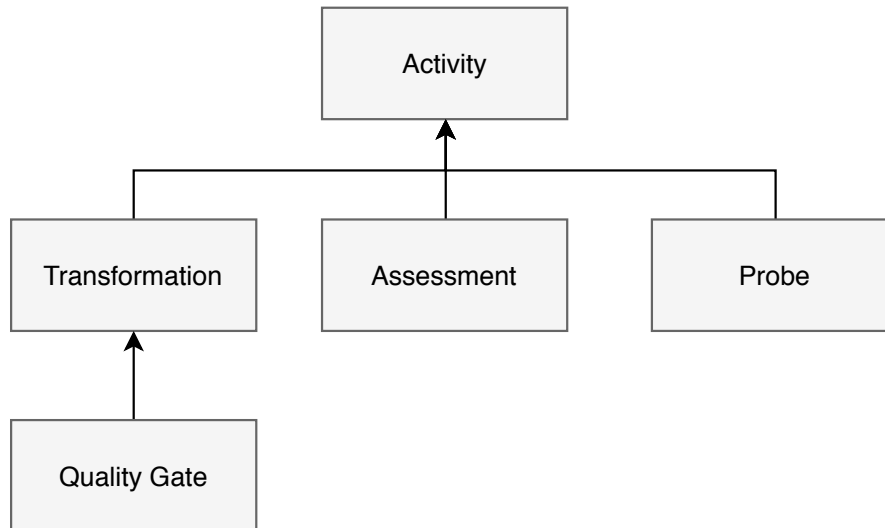 Activity
Transformation
Assessment
Probe
Quality Gate